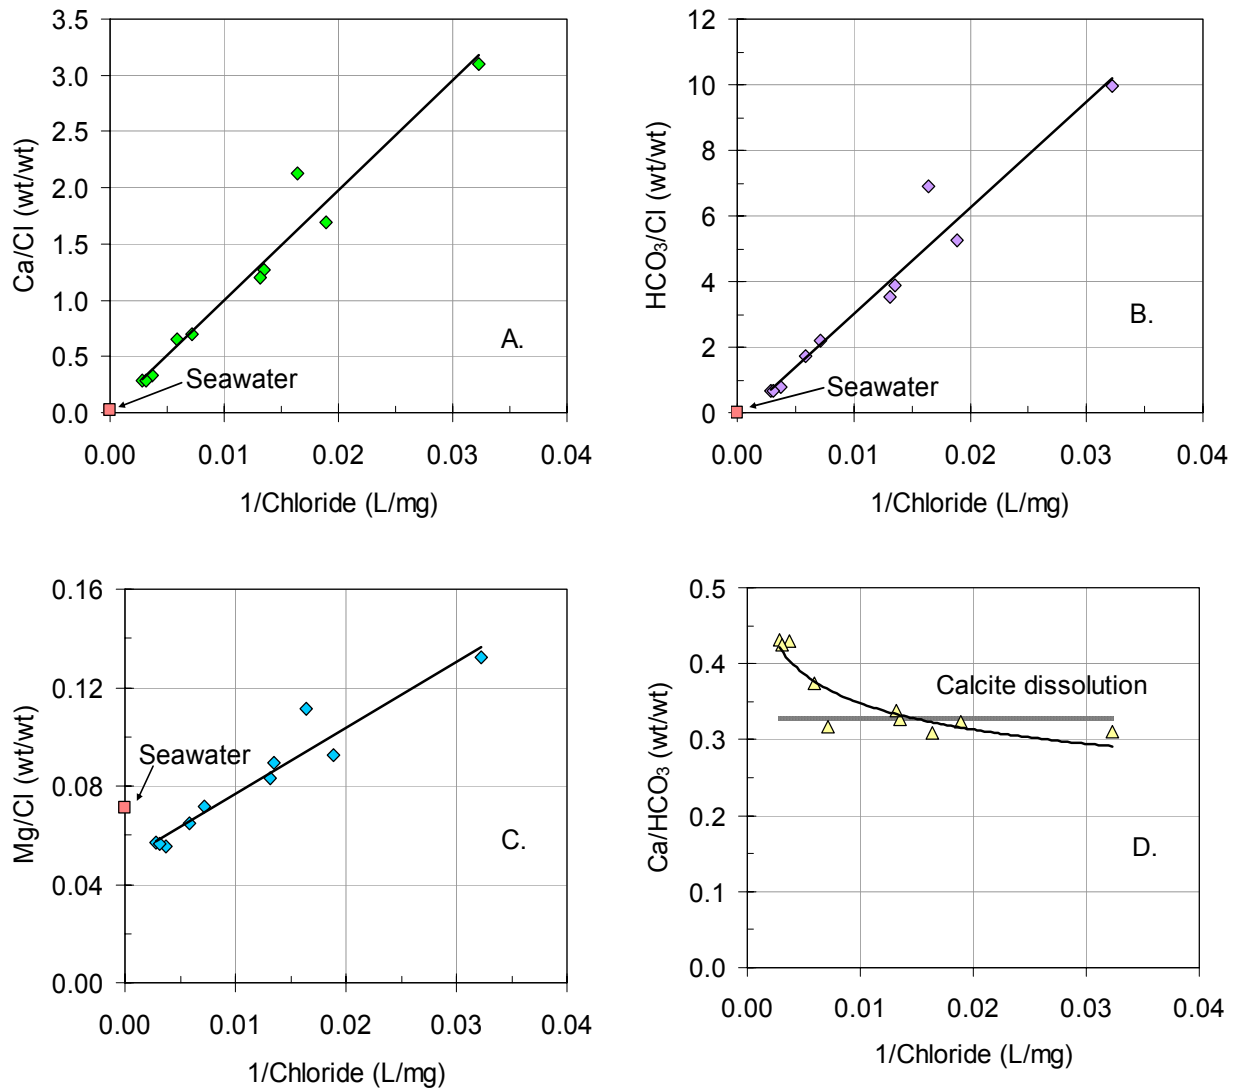 3.5
3.0
2.5
2.0
1.5
1.0
0.5
0.0
Ca/Cl (wt/wt)
A.
Seawater
0.00 0.01 0.02 0.03 0.04
1/Chloride (L/mg)
12
10
8
6
4
2
0
HCO₃/Cl (wt/wt)
B.
Seawater
0.00 0.01 0.02 0.03 0.04
1/Chloride (L/mg)
0.16
0.12
0.08
0.04
0.00
Mg/Cl (wt/wt)
Seawater
C.
0.00 0.01 0.02 0.03 0.04
1/Chloride (L/mg)
0.5
0.4
0.3
0.2
0.1
0.0
Ca/HCO₃ (wt/wt)
Calcite dissolution
D.
0.00 0.01 0.02 0.03 0.04
1/Chloride (L/mg)